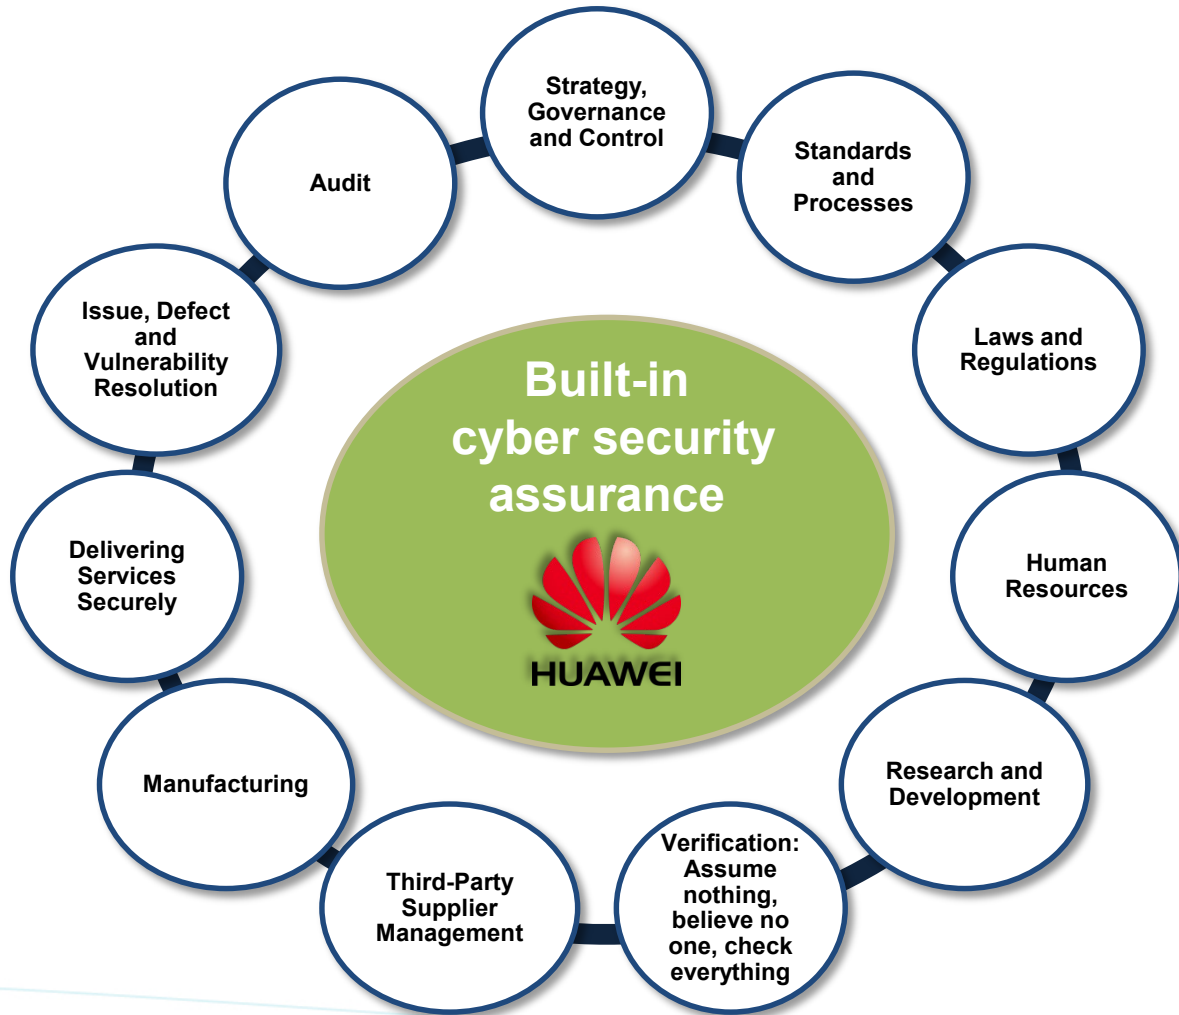 Strategy,
Governance
and Control
Standards
and
Processes
Laws and
Regulations
Human
Resources
Research and
Development
Verification:
Assume
nothing,
believe no
one, check
everything
Third-Party
Supplier
Management
Manufacturing
Delivering
Services
Securely
Issue, Defect
and
Vulnerability
Resolution
Audit
Built-in
cyber security
assurance
HUAWEI